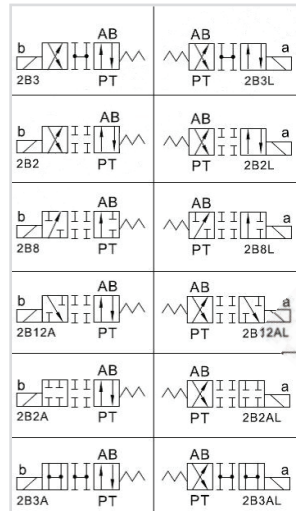 AB AB
b a
2B3 PT PT 2B3L
AB AB
b a
2B2 PT PT 2B2L
AB AB
b a
2B8 PT PT 2B8L
AB AB
b a
2B12A PT PT 2B12AL
AB AB
b a
2B2A PT PT 2B2AL
AB AB
b a
2B3A PT PT 2B3AL